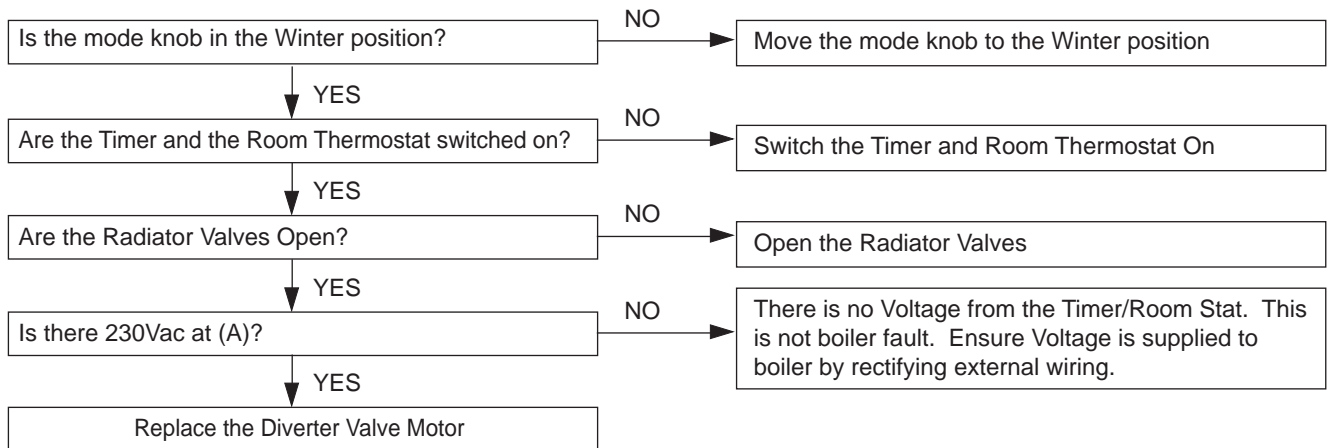 Is the mode knob in the Winter position?
NO
Move the mode knob to the Winter position
YES
Are the Timer and the Room Thermostat switched on?
NO
Switch the Timer and Room Thermostat On
YES
Are the Radiator Valves Open?
NO
Open the Radiator Valves
YES
Is there 230Vac at (A)?
NO
There is no Voltage from the Timer/Room Stat.  This
is not boiler fault.  Ensure Voltage is supplied to
boiler by rectifying external wiring.
YES
Replace the Diverter Valve Motor